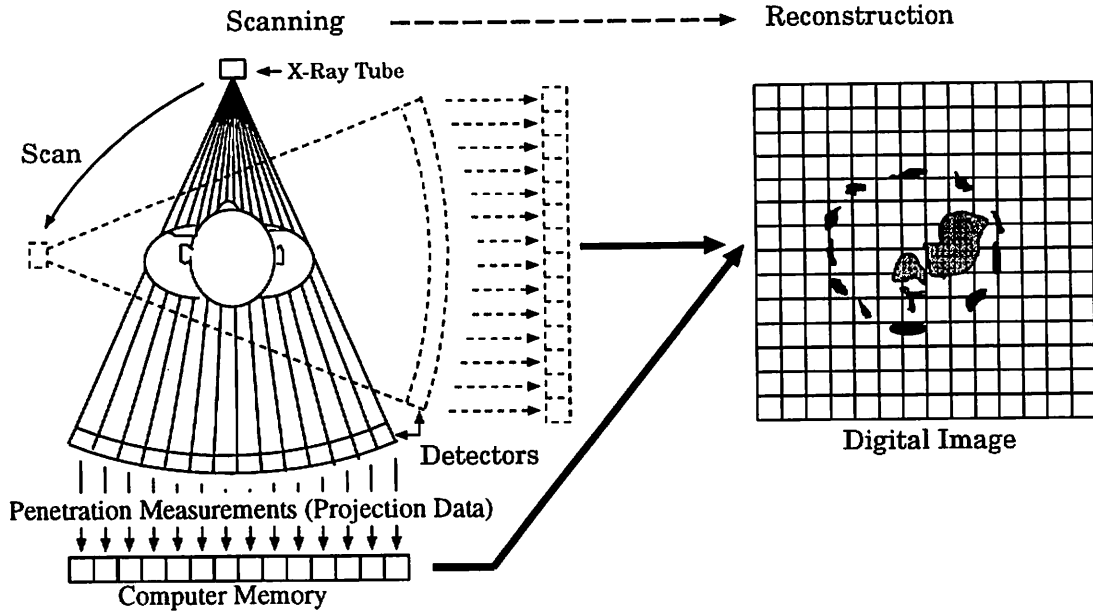 Scanning
Reconstruction
X-Ray Tube
Scan
Detectors
Digital Image
Penetration Measurements (Projection Data)
Computer Memory